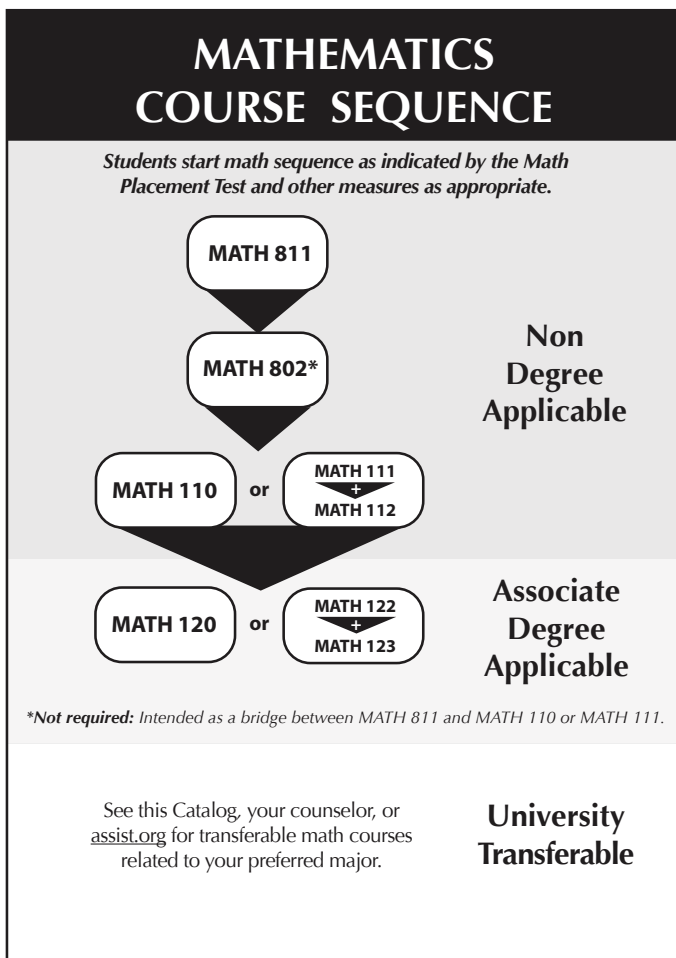 MATHEMATICS
COURSE SEQUENCE
Students start math sequence as indicated by the Math
Placement Test and other measures as appropriate.
MATH 811
MATH 802*
Non
Degree
Applicable
MATH 110 or MATH 111
+
MATH 112
MATH 120 or MATH 122
+
MATH 123
Associate
Degree
Applicable
*Not required: Intended as a bridge between MATH 811 and MATH 110 or MATH 111.
See this Catalog, your counselor, or
assist.org for transferable math courses
related to your preferred major.
University
Transferable